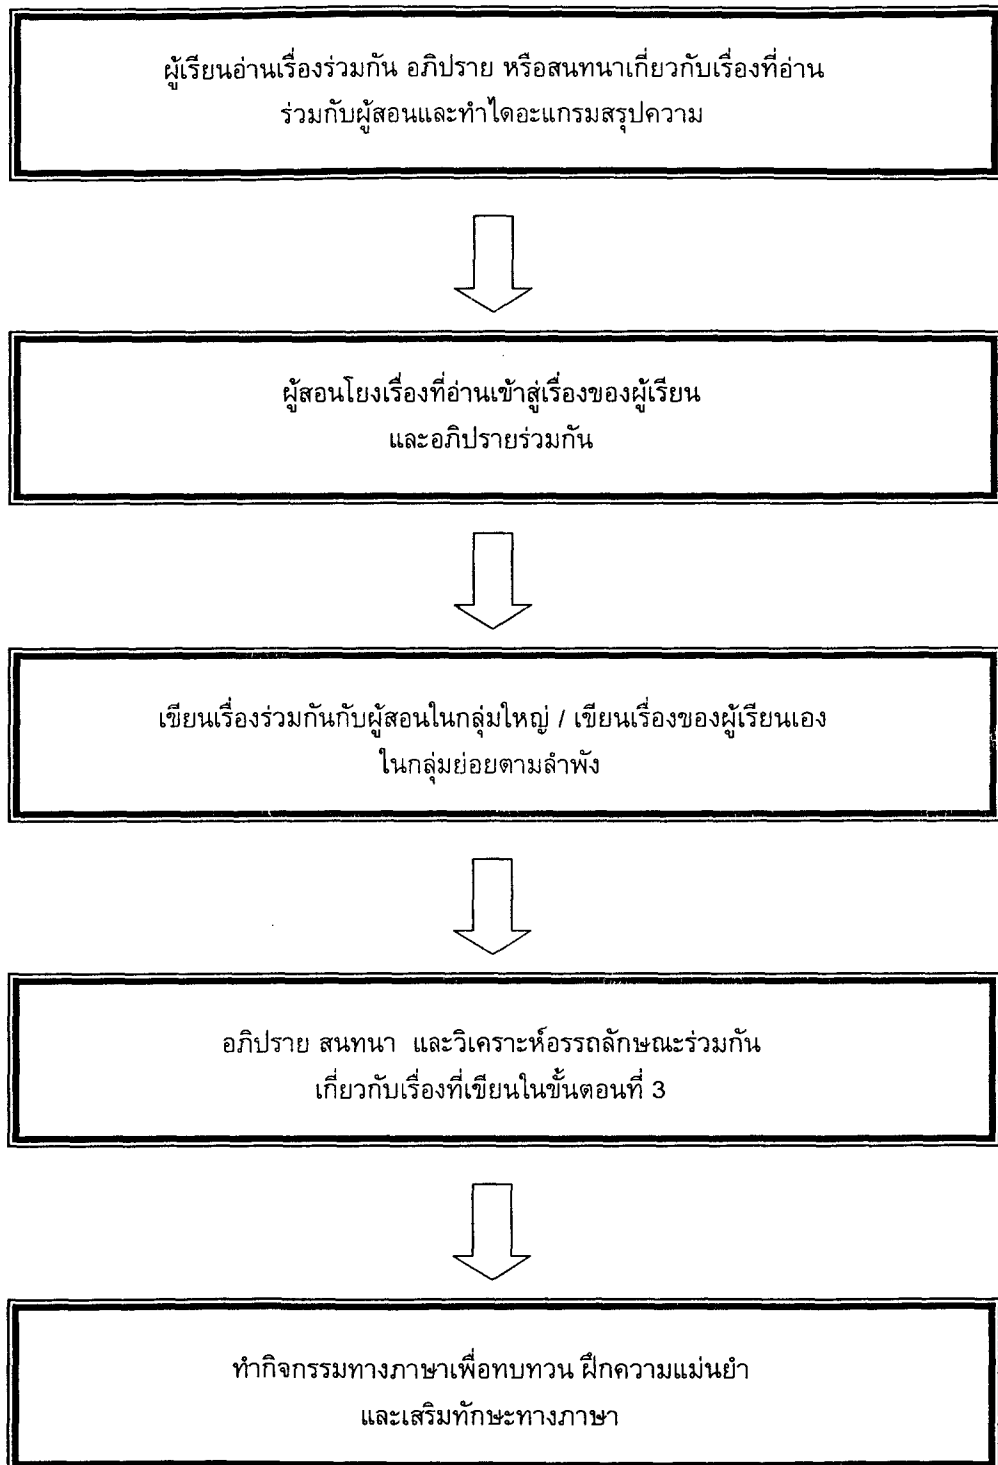 ผู้เรียนอ่านเรื่องร่วมกัน อภิปราย หรือสนทนาเกี่ยวกับเรื่องที่อ่าน
ร่วมกับผู้สอนและทำไดอะแกรมสรุปความ
ผู้สอนโยงเรื่องที่อ่านเข้าสู่เรื่องของผู้เรียน
และอภิปรายร่วมกัน
เขียนเรื่องร่วมกันกับผู้สอนในกลุ่มใหญ่ / เขียนเรื่องของผู้เรียนเอง
ในกลุ่มย่อยตามลำพัง
อภิปราย สนทนา และวิเคราะห์อรรถลักษณะร่วมกัน
เกี่ยวกับเรื่องที่เขียนในขั้นตอนที่ 3
ทำกิจกรรมทางภาษาเพื่อทบทวน ฝึกความแม่นยำ
และเสริมทักษะทางภาษา